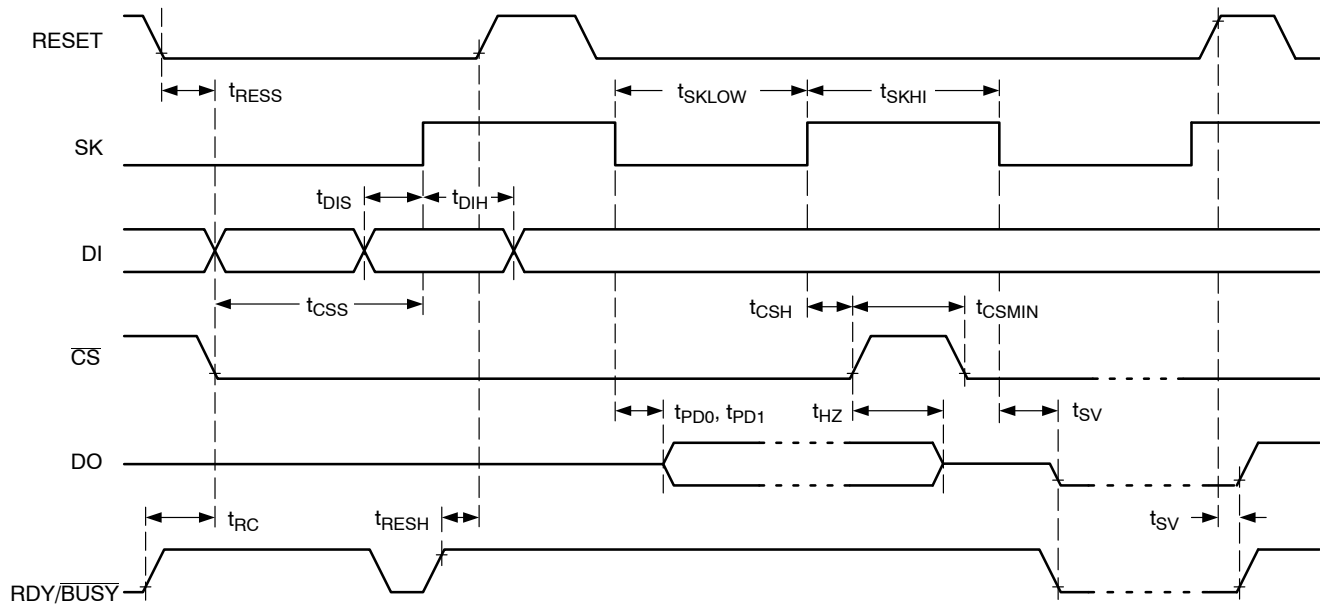 RESET
tRESS
tSKLOW
tSKHI
SK
tDIS
tDIH
DI
tCSS
tCSH
tCSMIN
CS
tPD0, tPD1
tHZ
tSV
DO
tRC
tRESH
tSV
RDY/BUSY